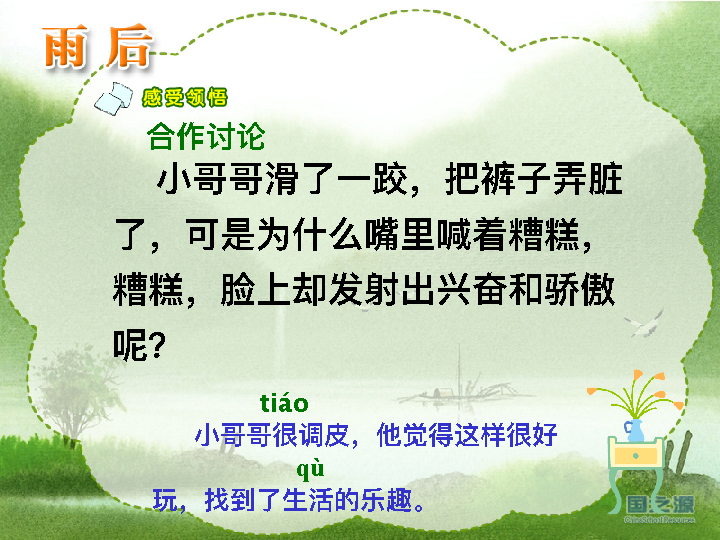 雨后
感受领悟
合作讨论
小哥哥滑了一跤，把裤子弄脏
了，可是为什么嘴里喊着糟糕，
糟糕，脸上却发射出兴奋和骄傲
呢？
tiáo
小哥哥很调皮，他觉得这样很好
qù
玩，找到了生活的乐趣。
国之源